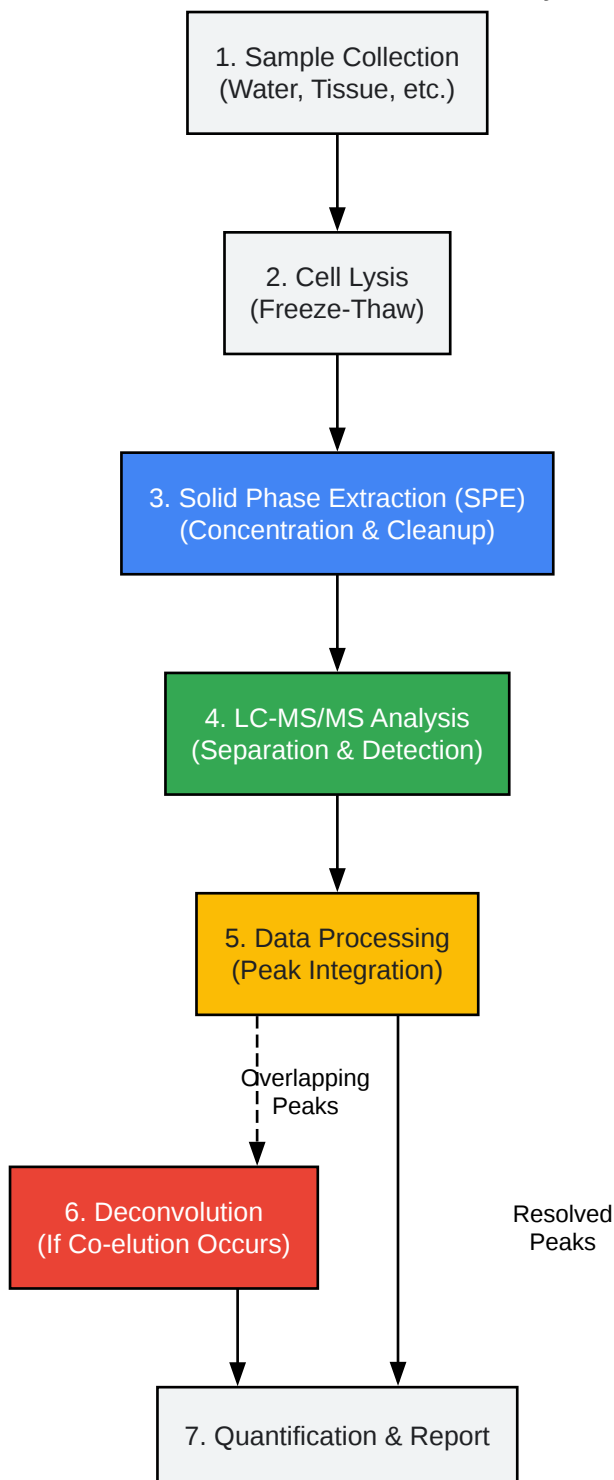 1. Sample Collection
(Water, Tissue, etc.)
2. Cell Lysis
(Freeze-Thaw)
3. Solid Phase Extraction (SPE)
(Concentration & Cleanup)
4. LC-MS/MS Analysis
(Separation & Detection)
5. Data Processing
(Peak Integration)
Overlapping
Peaks
6. Deconvolution
(If Co-elution Occurs)
Resolved
Peaks
7. Quantification & Report